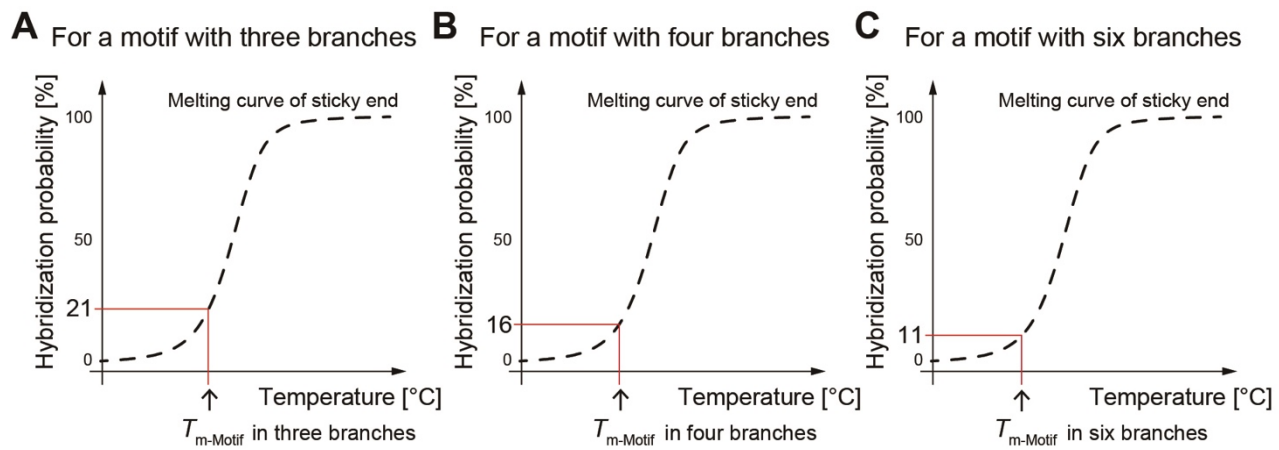 A For a motif with three branches
Hybridization probability [%]
Melting curve of sticky end
100
50
21
0
Temperature [°C]
↑
Tm-Motif in three branches
B For a motif with four branches
Hybridization probability [%]
Melting curve of sticky end
100
50
16
0
Temperature [°C]
↑
Tm-Motif in four branches
C For a motif with six branches
Hybridization probability [%]
Melting curve of sticky end
100
50
11
0
Temperature [°C]
↑
Tm-Motif in six branches